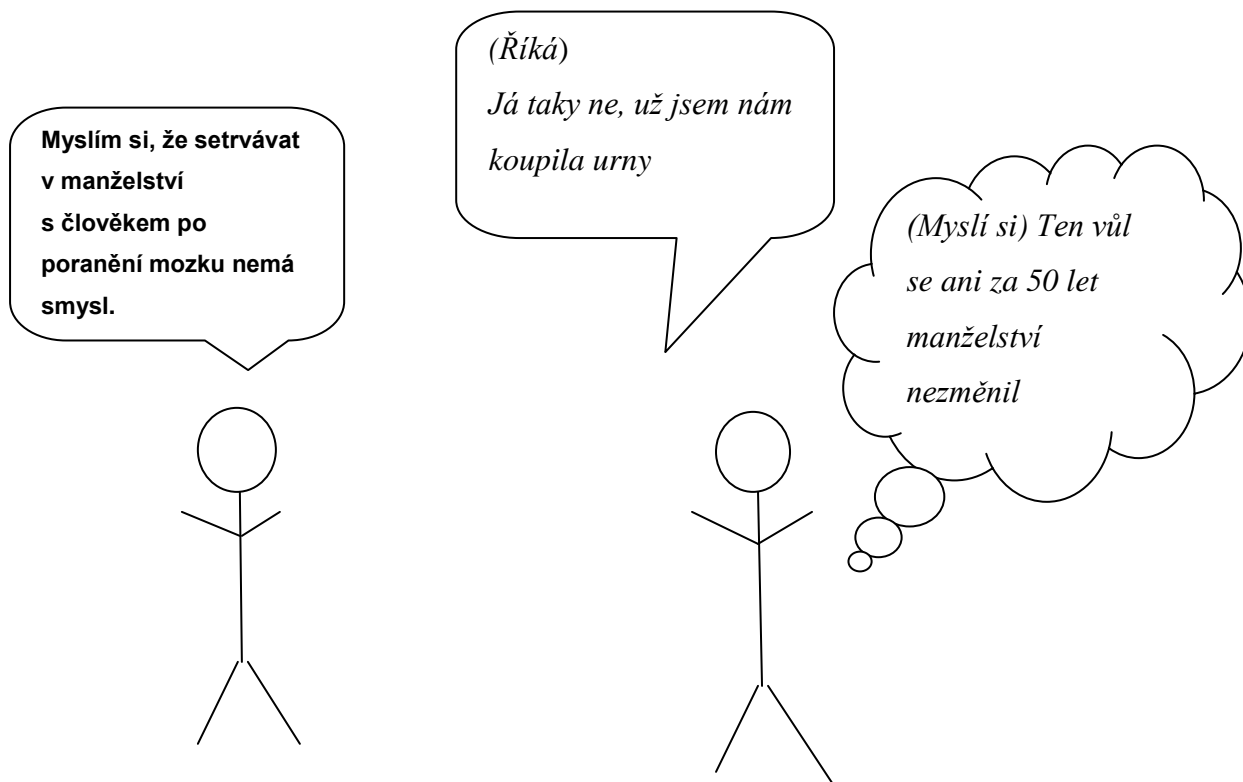 Myslím si, že setrvávat
v manželství
s člověkem po
poranění mozku nemá
smysl.
(Říká)
Já taky ne, už jsem nám
koupila urny
(Myslí si) Ten vůl
se ani za 50 let
manželství
nezměnil